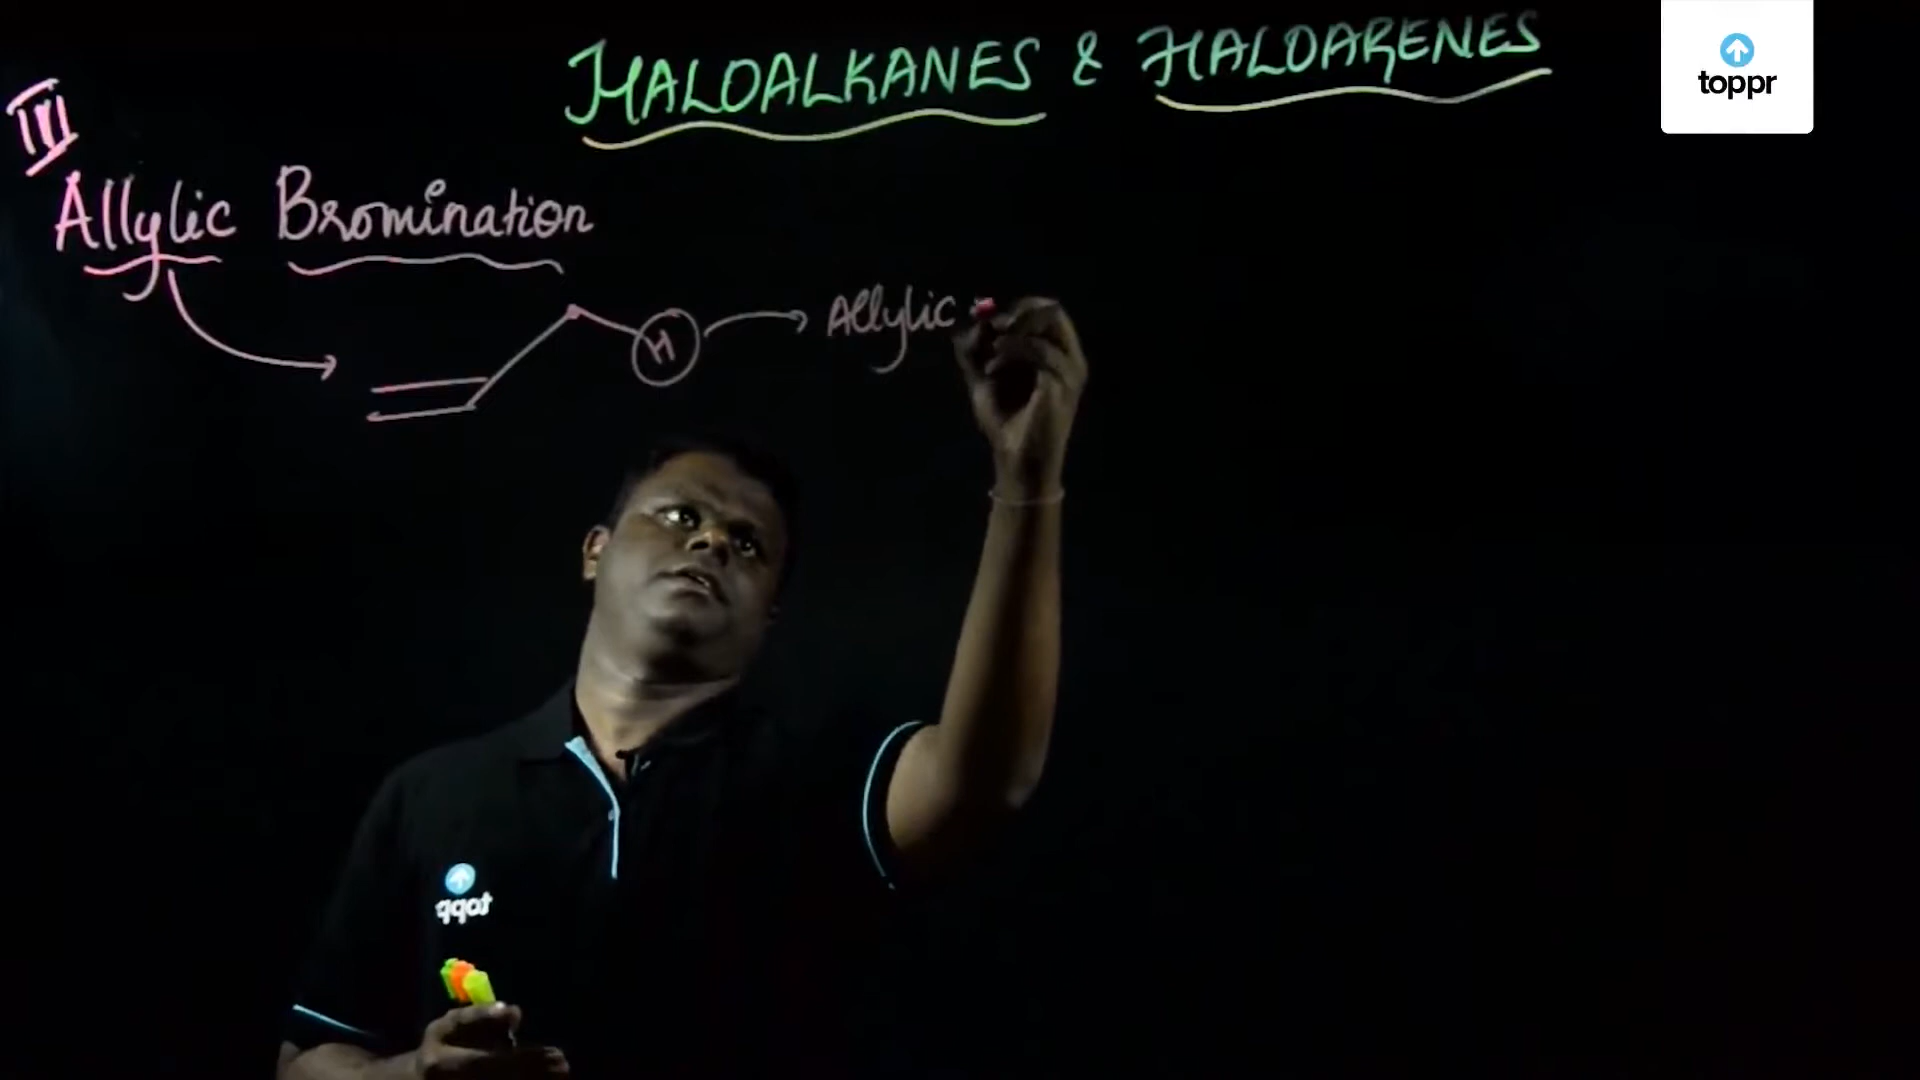 HALOALKANES & HALOARENES
toppr
III
Allylic Bromination
H
Allylic
toppr